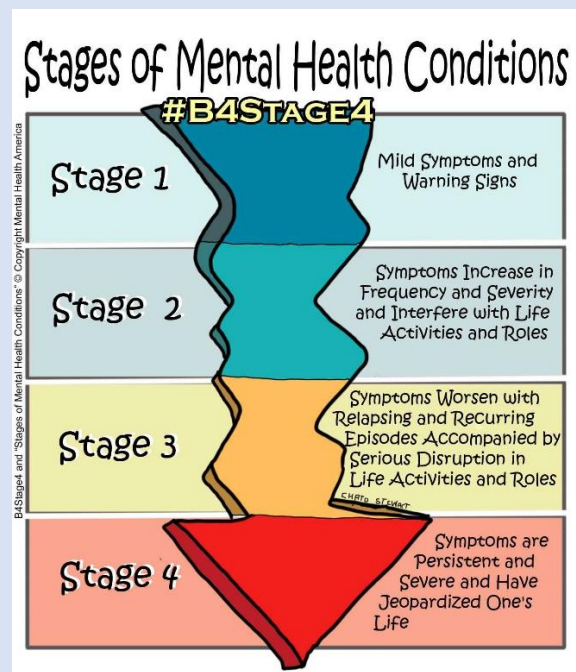 Stages of Mental Health Conditions
#B4STAGE4
B4Stage4 and "Stages of Mental Health Conditions" © Copyright Mental Health America
Stage 1
Mild Symptoms and
Warning Signs
Stage 2
Symptoms Increase in
Frequency and Severity
and Interfere with Life
Activities and Roles
Stage 3
Symptoms Worsen with
Relapsing and Recurring
Episodes Accompanied by
Serious Disruption in
Life Activities and Roles
CHATO STEWART
Stage 4
Symptoms are
Persistent and
Severe and Have
Jeopardized One's
Life